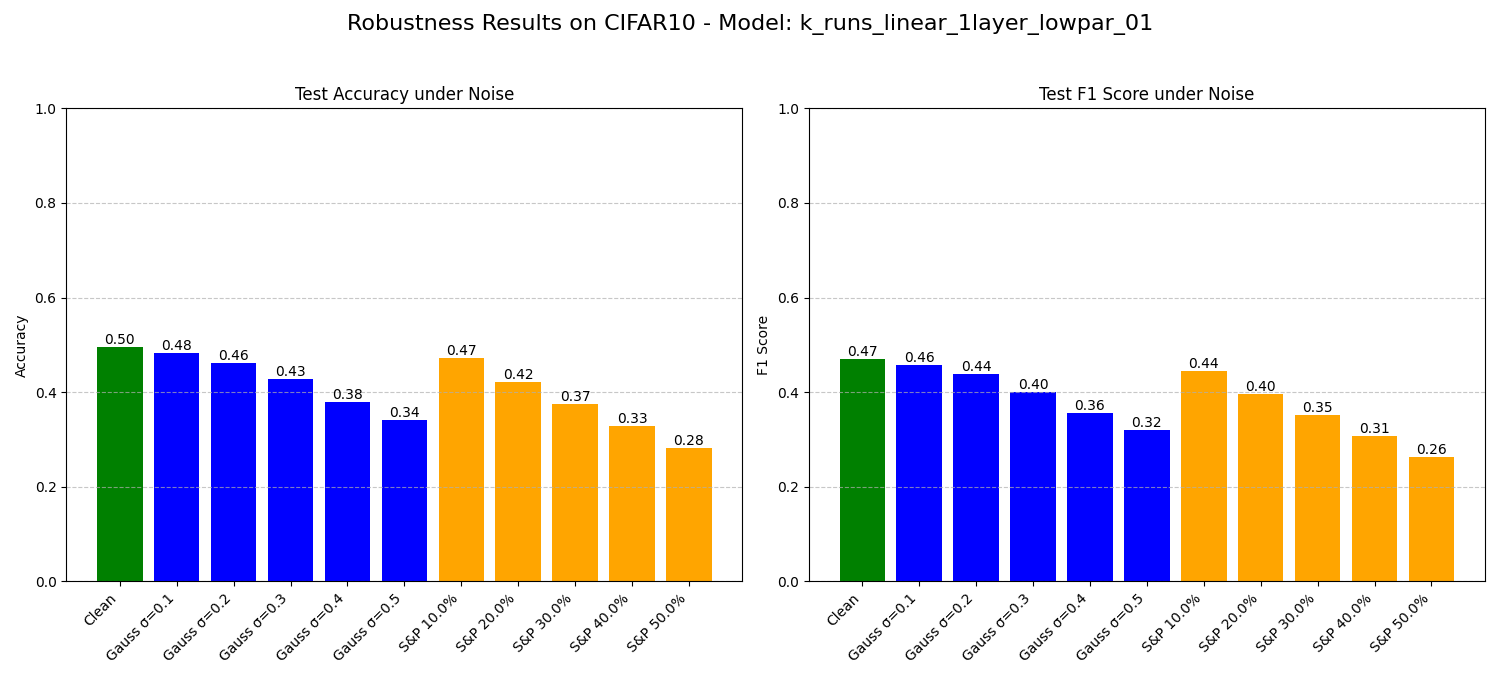 Robustness Results on CIFAR10 - Model: k_runs_linear_1layer_lowpar_01
Test Accuracy under Noise
Accuracy
1.0
0.8
0.6
0.4
0.2
0.0
0.50
0.48
0.46
0.43
0.38
0.34
0.47
0.42
0.37
0.33
0.28
Clean
Gauss σ=0.1
Gauss σ=0.2
Gauss σ=0.3
Gauss σ=0.4
Gauss σ=0.5
S&P 10.0%
S&P 20.0%
S&P 30.0%
S&P 40.0%
S&P 50.0%
Test F1 Score under Noise
F1 Score
1.0
0.8
0.6
0.4
0.2
0.0
0.47
0.46
0.44
0.40
0.36
0.32
0.44
0.40
0.35
0.31
0.26
Clean
Gauss σ=0.1
Gauss σ=0.2
Gauss σ=0.3
Gauss σ=0.4
Gauss σ=0.5
S&P 10.0%
S&P 20.0%
S&P 30.0%
S&P 40.0%
S&P 50.0%